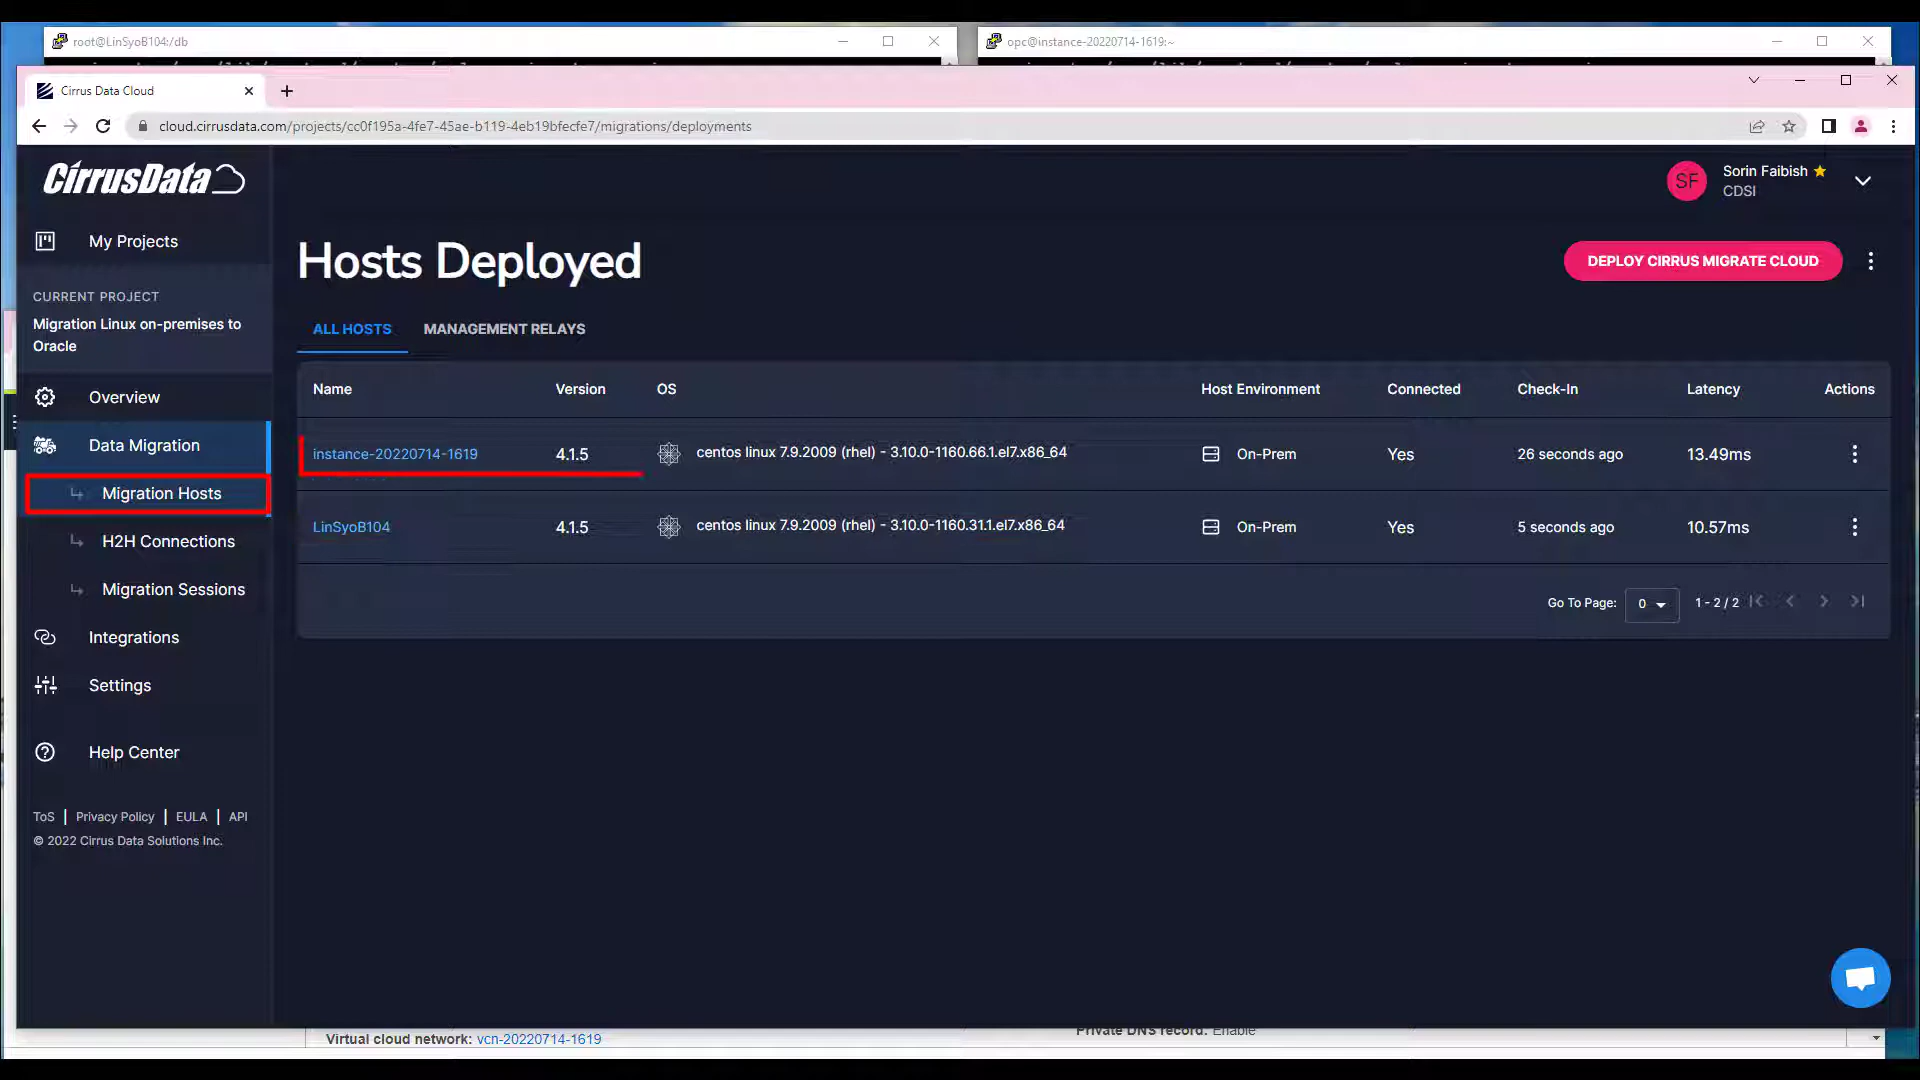 root@LinSyoB104:/db
opc@instance-20220714-1619:~
Cirrus Data Cloud
cloud.cirrusdata.com/projects/cc0f195a-4fe7-45ae-b119-4eb19bfecfe7/migrations/deployments
CirrusData
Sorin Faibish
SF
CDSI
My Projects
Hosts Deployed
DEPLOY CIRRUS MIGRATE CLOUD
CURRENT PROJECT
Migration Linux on-premises to
Oracle
ALL HOSTS MANAGEMENT RELAYS
Name Version OS Host Environment Connected Check-In Latency Actions
Overview
Data Migration
instance-20220714-1619 4.1.5 centos linux 7.9.2009 (rhel) - 3.10.0-1160.66.1.el7.x86_64 On-Prem Yes 26 seconds ago 13.49ms
Migration Hosts
LinSyoB104 4.1.5 centos linux 7.9.2009 (rhel) - 3.10.0-1160.31.1.el7.x86_64 On-Prem Yes 5 seconds ago 10.57ms
H2H Connections
Migration Sessions
Go To Page: 0 1 - 2 / 2
Integrations
Settings
Help Center
ToS | Privacy Policy | EULA | API
© 2022 Cirrus Data Solutions Inc.
Virtual cloud network: vcn-20220714-1619
Private DNS record: Enable